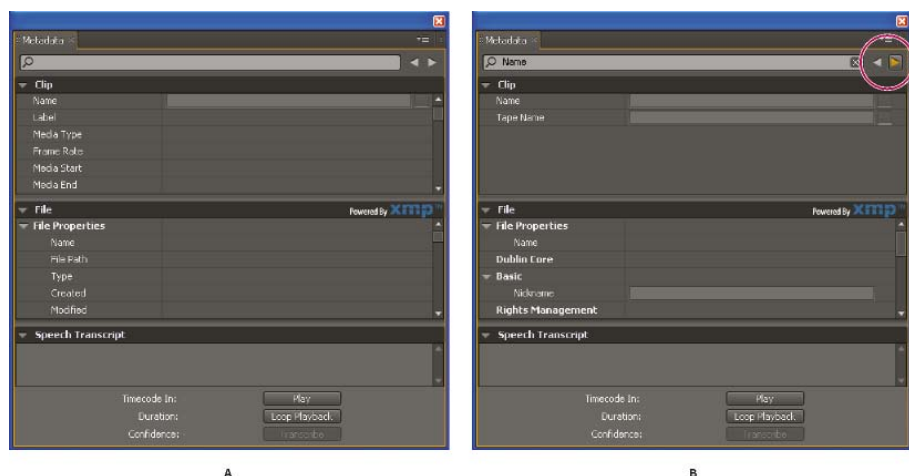 Metadata
Clip
Name
Label
Media Type
Frame Rate
Media Start
Media End
File
Powered By xmp
File Properties
Name
File Path
Type
Created
Modified
Speech Transcript
Timecode In:
Play
Duration:
Loop Playback
Confidence:
Transcribe
A
Metadata
Name
Clip
Name
Tape Name
File
Powered By xmp
File Properties
Name
Dublin Core
Basic
Nickname
Rights Management
Speech Transcript
Timecode In:
Play
Duration:
Loop Playback
Confidence:
Transcribe
B